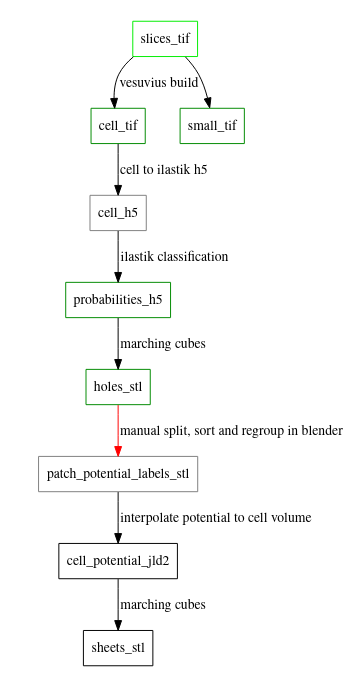 slices_tif
vesuvius build
cell_tif
small_tif
cell to ilastik h5
cell_h5
ilastik classification
probabilities_h5
marching cubes
holes_stl
manual split, sort and regroup in blender
patch_potential_labels_stl
interpolate potential to cell volume
cell_potential_jld2
marching cubes
sheets_stl